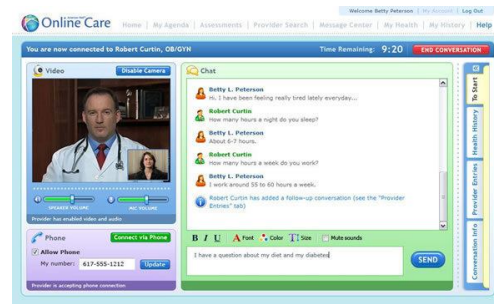 Welcome Betty Peterson | My Account | Log Out
Online Care
Home | My Agenda | Assessments | Provider Search | Message Center | My Health | My History | Help
You are now connected to Robert Curtin, OB/GYN
Time Remaining: 9:20
END CONVERSATION
Video
Disable Camera
SPEAKER VOLUME
MIC VOLUME
Provider has enabled video and audio
Phone
Connect via Phone
Allow Phone
My number: 617-555-1212
Update
Provider is accepting phone connection
Chat
Betty L. Peterson
Hi, I have been feeling really tired lately everyday...
Robert Curtin
How many hours a night do you sleep?
Betty L. Peterson
About 6-7 hours.
Robert Curtin
How many hours a week do you work?
Betty L. Peterson
I work around 55 to 60 hours a week.
Robert Curtin has added a follow-up conversation (see the "Provider
Entries" tab)
B I U A Font Color T Size Mute sounds
I have a question about my diet and my diabetes
SEND
To Start
Health History
Provider Entries
Conversation Info